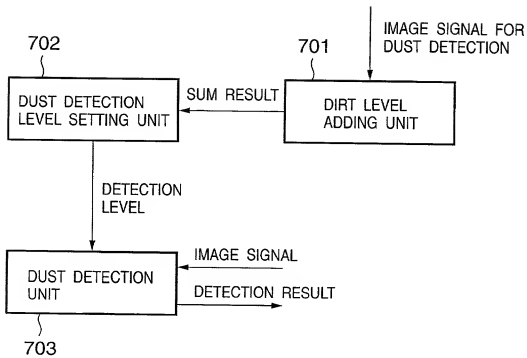 IMAGE SIGNAL FOR
DUST DETECTION
702
701
DUST DETECTION
LEVEL SETTING UNIT
SUM RESULT
DIRT LEVEL
ADDING UNIT
DETECTION
LEVEL
DUST DETECTION
UNIT
IMAGE SIGNAL
DETECTION RESULT
703